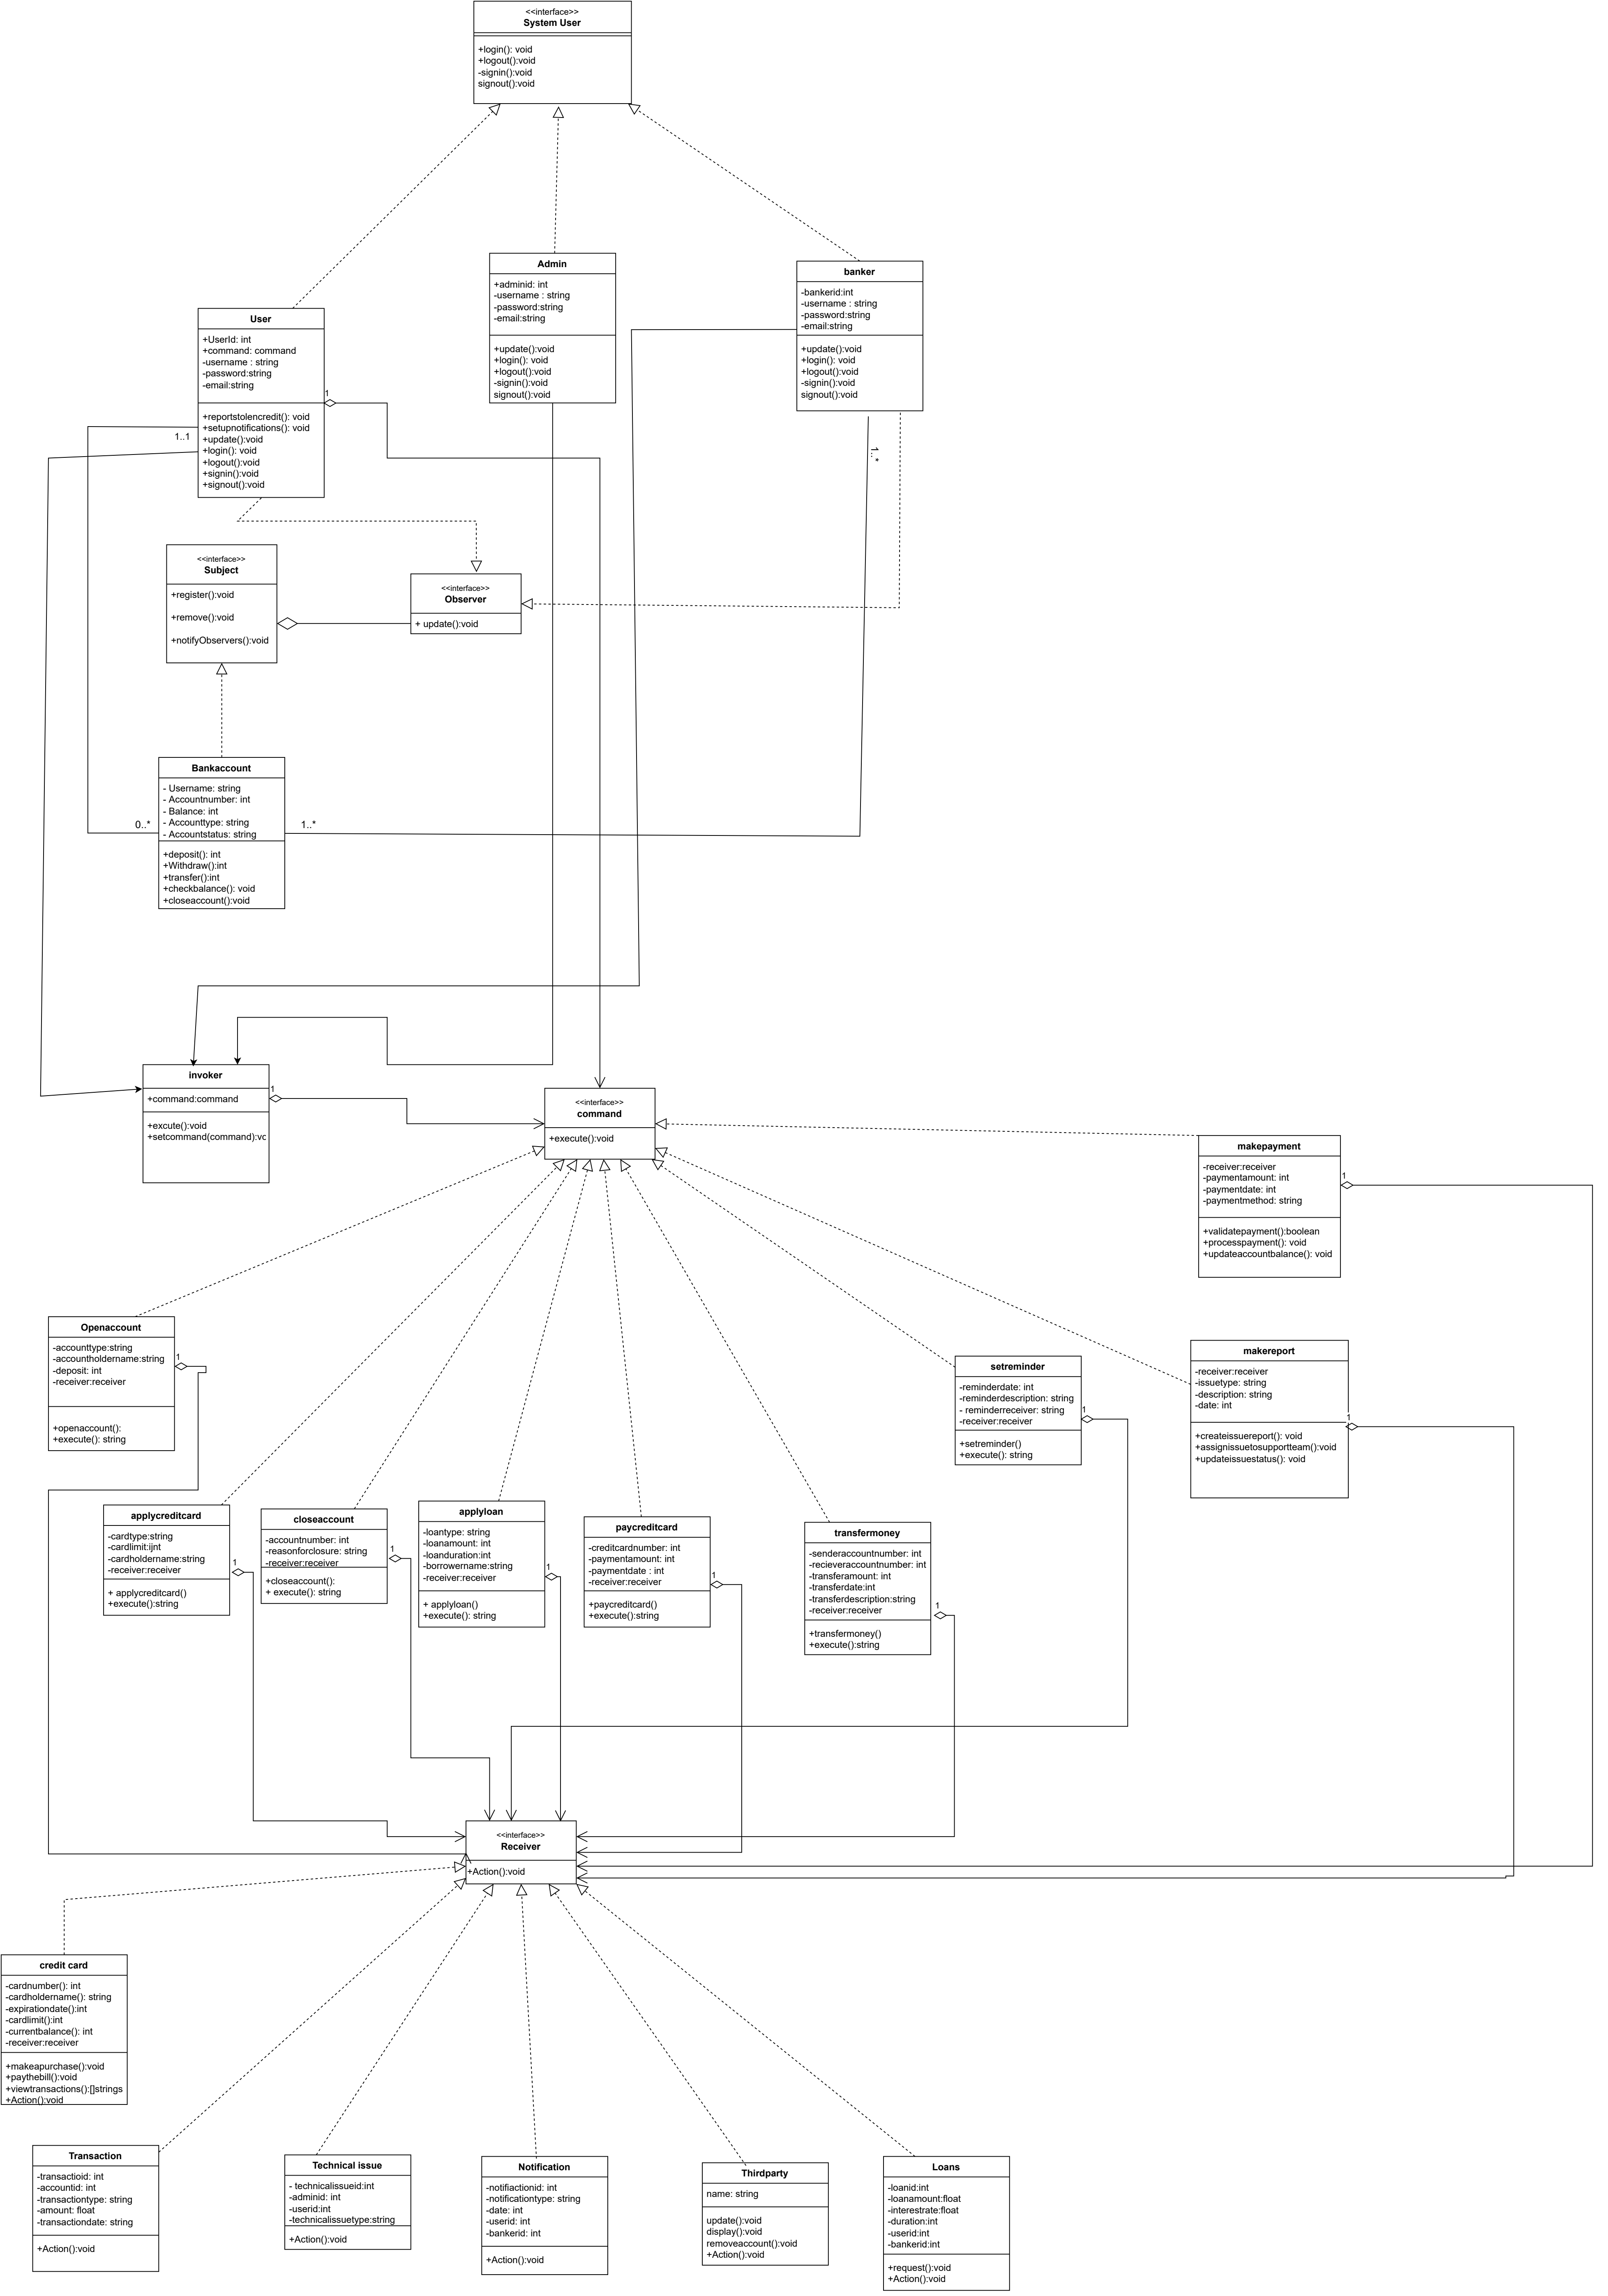 <<interface>>
System User
+login(): void
+logout():void
-signin():void
signout():void
Admin
+adminid: int
-username : string
-password:string
-email:string
+update():void
+login(): void
+logout():void
-signin():void
signout():void
banker
-bankerid:int
-username : string
-password:string
-email:string
+update():void
+login(): void
+logout():void
-signin():void
signout():void
User
+UserId: int
+command: command
-username : string
-password:string
-email:string
+reportstolencredit(): void
+setupnotifications(): void
+update():void
+login(): void
+logout():void
+signin():void
+signout():void
1
1..1
1..*
<<interface>>
Subject
+register():void
+remove():void
+notifyObservers():void
<<interface>>
Observer
+ update():void
Bankaccount
- Username: string
- Accountnumber: int
- Balance: int
- Accounttype: string
- Accountstatus: string
+deposit(): int
+Withdraw():int
+transfer():int
+checkbalance(): void
+closeaccount():void
0..*
1..*
invoker
+command:command
+excute():void
+setcommand(command):vc
1
<<interface>>
command
+execute():void
makepayment
-receiver:receiver
-paymentamount: int
-paymentdate: int
-paymentmethod: string
+validatepayment():boolean
+processpayment(): void
+updateaccountbalance(): void
1
Openaccount
-accounttype:string
-accountholdername:string
-deposit: int
-receiver:receiver
+openaccount():
+execute(): string
1
setreminder
-reminderdate: int
-reminderdescription: string
- reminderreceiver: string
-receiver:receiver
+setreminder()
+execute(): string
1
makereport
-receiver:receiver
-issuetype: string
-description: string
-date: int
+createissuereport(): void
+assignissuetosupportteam():void
+updateissuestatus(): void
1
applycreditcard
-cardtype:string
-cardlimit:ijnt
-cardholdername:string
-receiver:receiver
+ applycreditcard()
+execute():string
1
closeaccount
-accountnumber: int
-reasonforclosure: string
-receiver:receiver
+closeaccount():
+ execute(): string
1
applyloan
-loantype: string
-loanamount: int
-loanduration:int
-borrowername:string
-receiver:receiver
+ applyloan()
+execute(): string
1
paycreditcard
-creditcardnumber: int
-paymentamount: int
-paymentdate : int
-receiver:receiver
+paycreditcard()
+execute():string
1
transfermoney
-senderaccountnumber: int
-recieveraccountnumber: int
-transferamount: int
-transferdate:int
-transferdescription:string
-receiver:receiver
+transfermoney()
+execute():string
1
<<interface>>
Receiver
+Action():void
credit card
-cardnumber(): int
-cardholdername(): string
-expirationdate():int
-cardlimit():int
-currentbalance(): int
-receiver:receiver
+makeapurchase():void
+paythebill():void
+viewtransactions():[]strings
+Action():void
Transaction
-transactioid: int
-accountid: int
-transactiontype: string
-amount: float
-transactiondate: string
+Action():void
Technical issue
- technicalissueid:int
-adminid: int
-userid:int
-technicalissuetype:string
+Action():void
Notification
-notifiactionid: int
-notificationtype: string
-date: int
-userid: int
-bankerid: int
+Action():void
Thirdparty
name: string
update():void
display():void
removeaccount():void
+Action():void
Loans
-loanid:int
-loanamount:float
-interestrate:float
-duration:int
-userid:int
-bankerid:int
+request():void
+Action():void